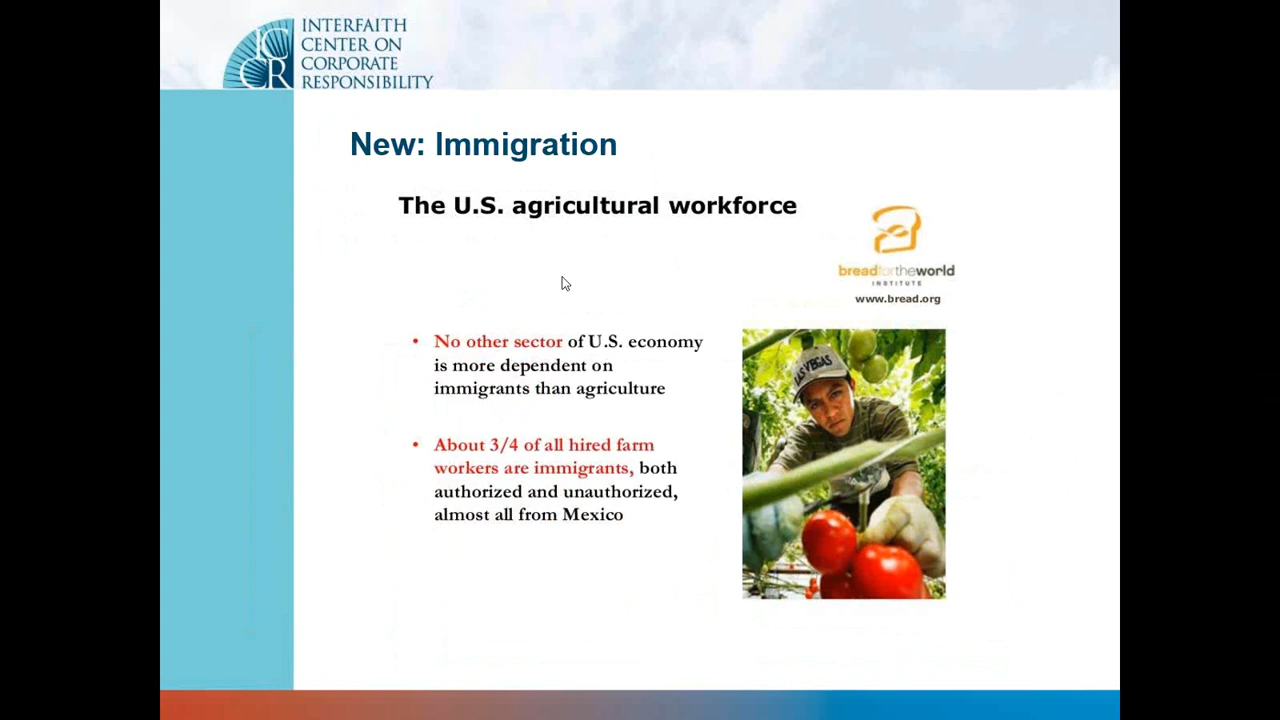 INTERFAITH
CENTER ON
CORPORATE
RESPONSIBILITY
ICCR
New: Immigration
The U.S. agricultural workforce
breadfortheworld
INSTITUTE
www.bread.org
• No other sector of U.S. economy
is more dependent on
immigrants than agriculture
• About 3/4 of all hired farm
workers are immigrants, both
authorized and unauthorized,
almost all from Mexico
LAS VEGAS